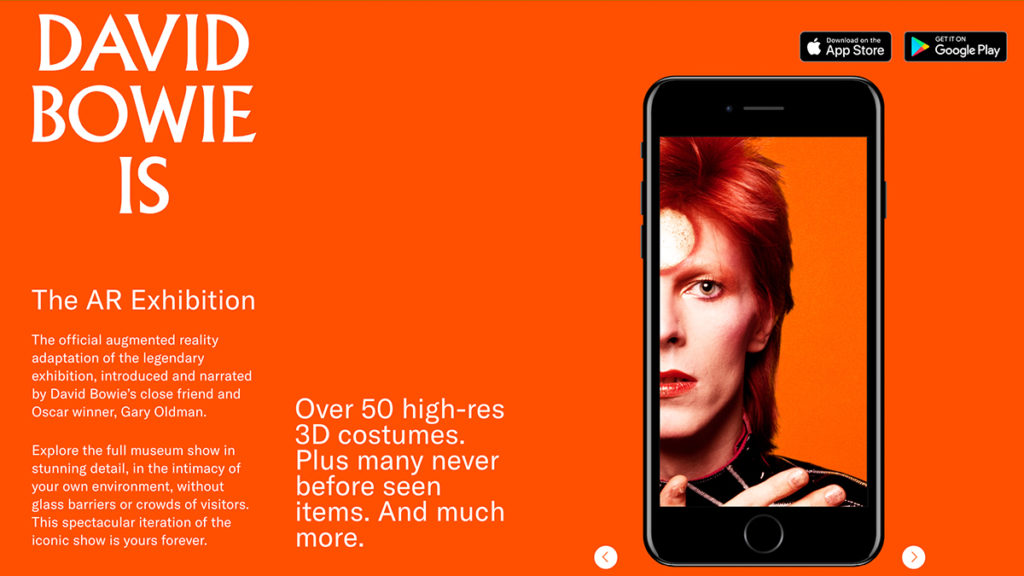 DAVID
BOWIE
IS
Download on the
App Store
GET IT ON
Google Play
The AR Exhibition
The official augmented reality
adaptation of the legendary
exhibition, introduced and narrated
by David Bowie's close friend and
Oscar winner, Gary Oldman.
Explore the full museum show in
stunning detail, in the intimacy of
your own environment, without
glass barriers or crowds of visitors.
This spectacular iteration of the
iconic show is yours forever.
Over 50 high-res
3D costumes.
Plus many never
before seen
items. And much
more.